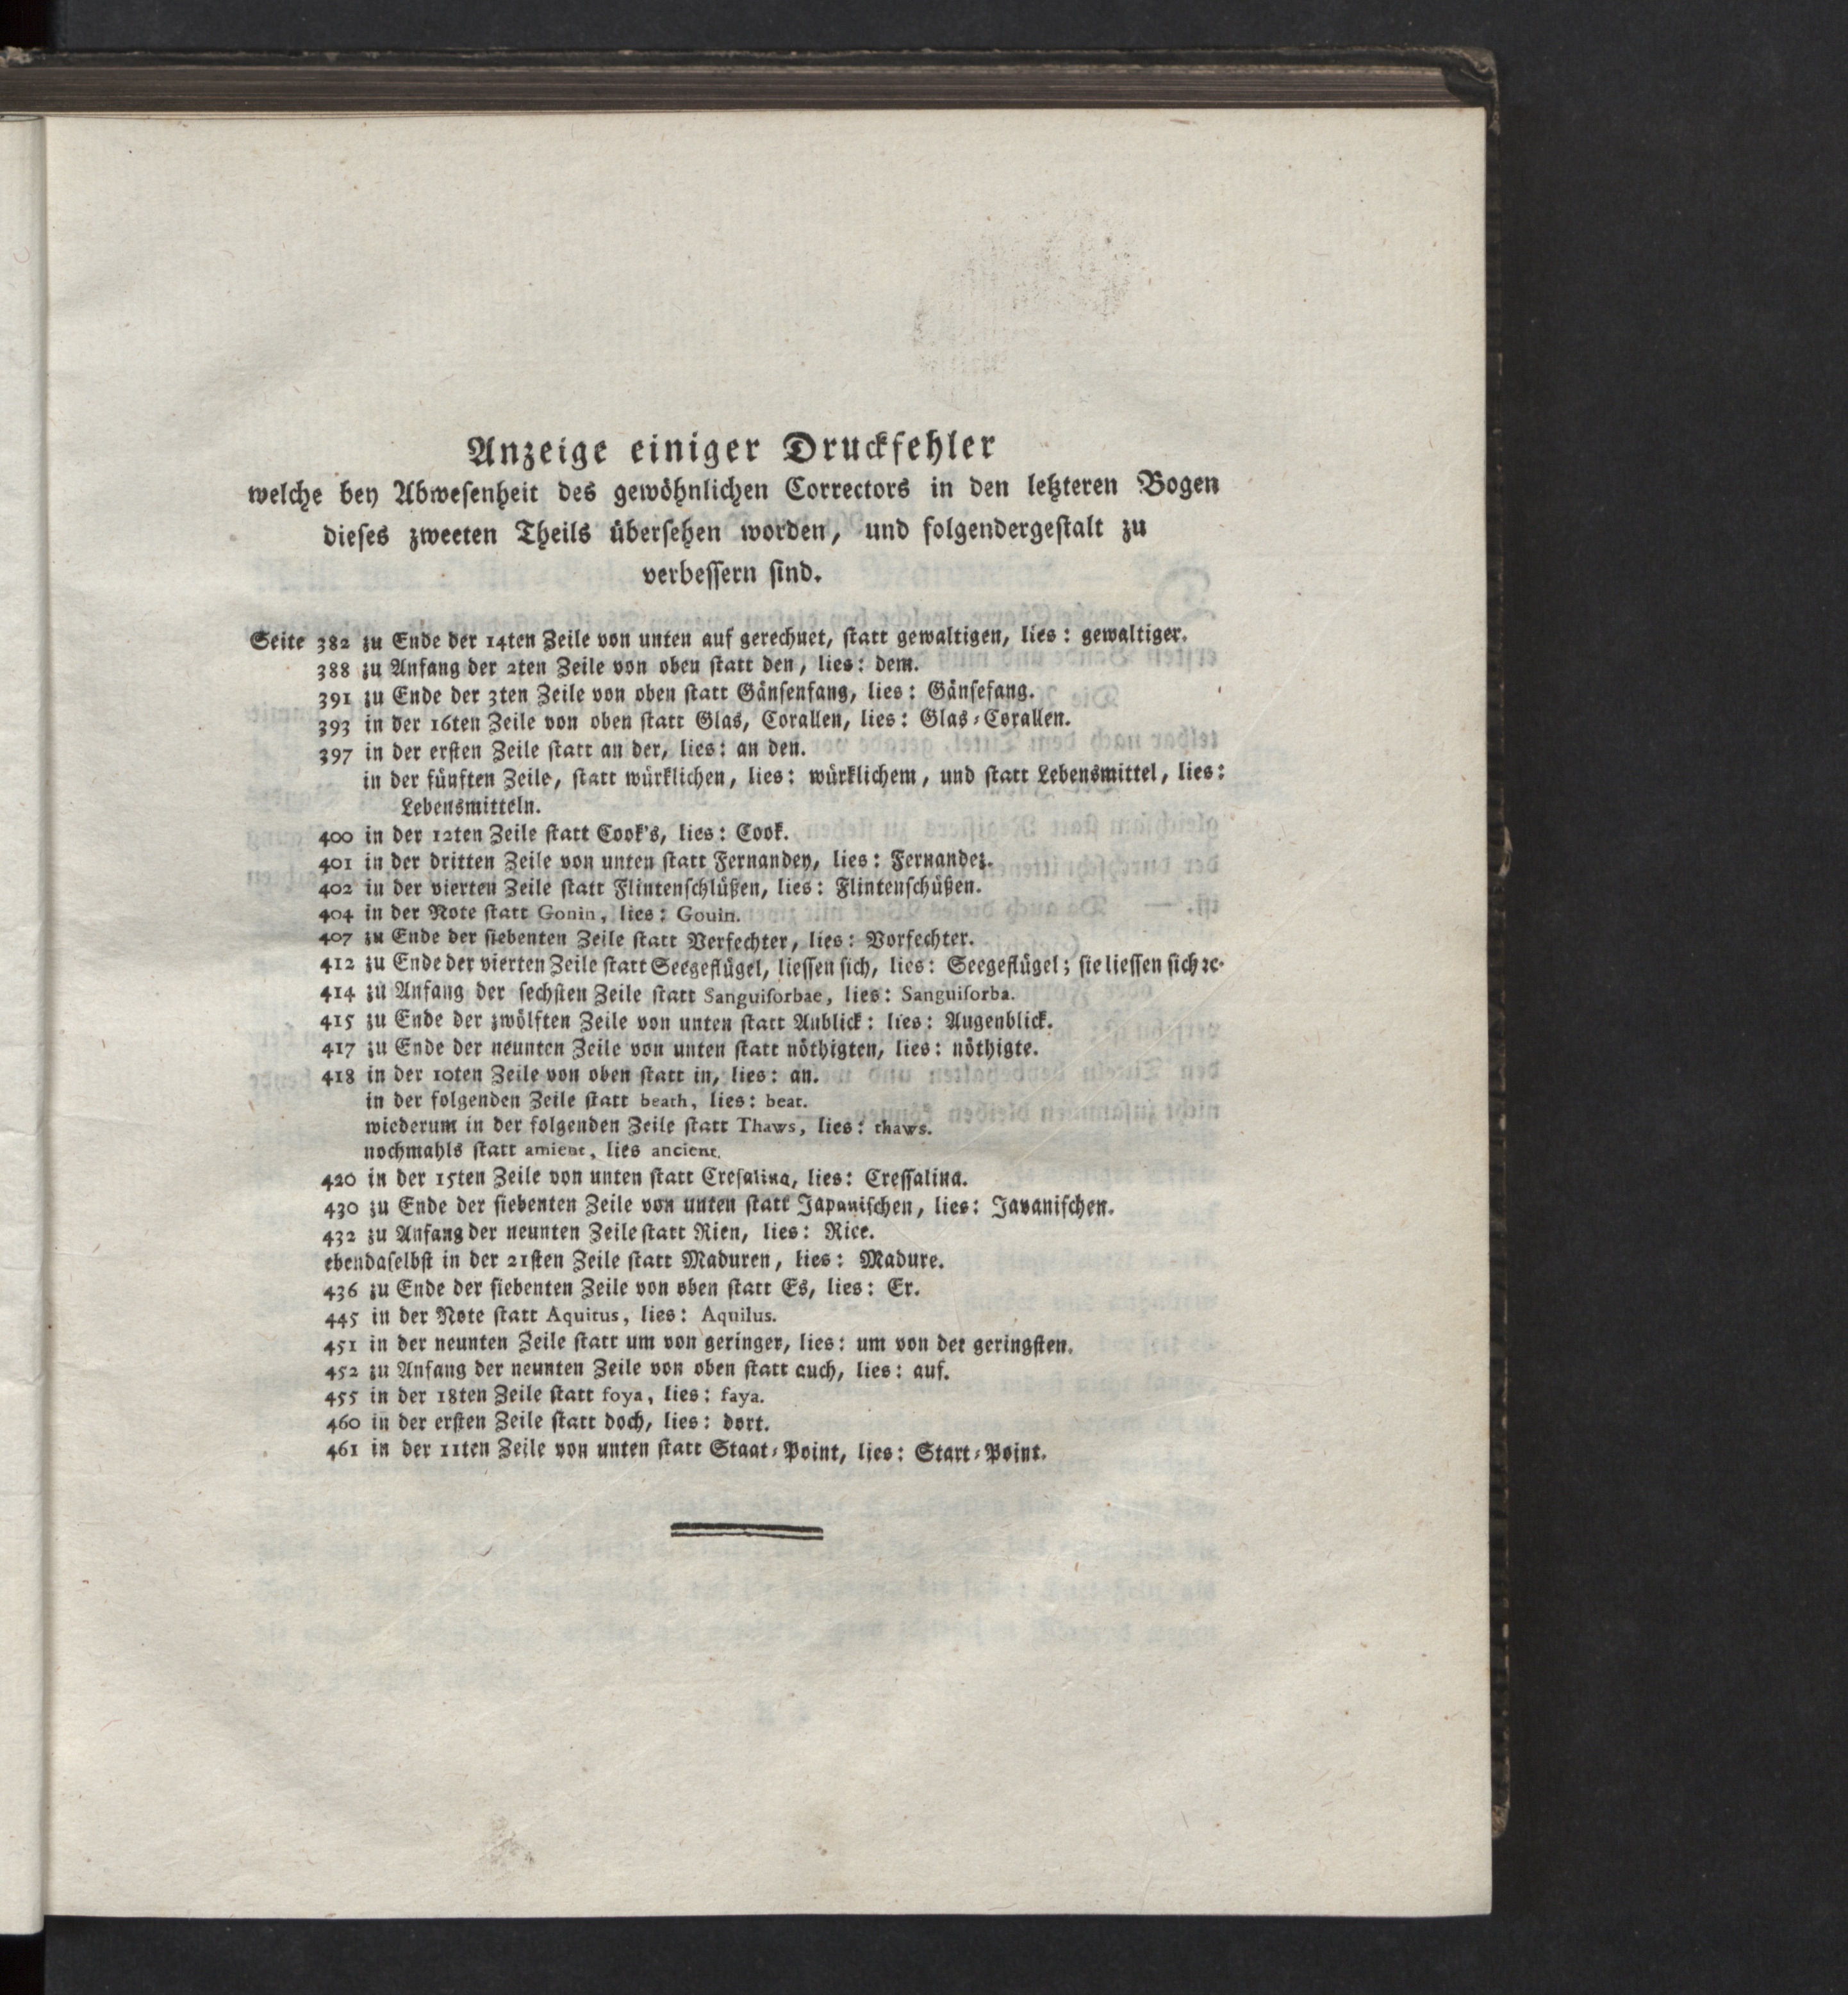 Anzeige einiger Druckfehler
welche bey Abwesenheit des gewöhnlichen Correctors in den letzteren Bogen
dieses zweeten Theils übersehen worden, und folgendergestalt zu
verbessern sind.
Seite 382 zu Ende der 14ten Zeile von unten auf gerechnet, statt gewaltigen, lies: gewaltiger.
388 zu Anfang der 2ten Zeile von oben statt den, lies: dem.
391 zu Ende der 3ten Zeile von oben statt Gänsenfang, lies: Gänsefang.
393 in der 16ten Zeile von oben statt Glas, Corallen, lies: Glas-Corallen.
397 in der ersten Zeile statt an der, lies: an den.
in der fünften Zeile, statt würklichen, lies: würklichem, und statt Lebensmittel, lies:
Lebensmitteln.
400 in der 12ten Zeile statt Cook's, lies: Cook.
401 in der dritten Zeile von unten statt Fernandey, lies: Fernandez.
402 in der vierten Zeile statt Flintenschlüßen, lies: Flintenschüßen.
404 in der Note statt Gonin, lies: Gouin.
407 zu Ende der siebenten Zeile statt Verfechter, lies: Vorfechter.
412 zu Ende der vierten Zeile statt Seegeflügel, liessen sich, lies: Seegeflügel; sie liessen sich ꝛc.
414 zu Anfang der sechsten Zeile statt Sanguisorbae, lies: Sanguisorba.
415 zu Ende der zwölften Zeile von unten statt Anblick: lies: Augenblick.
417 zu Ende der neunten Zeile von unten statt nöthigten, lies: nöthigte.
418 in der 10ten Zeile von oben statt in, lies: an.
in der folgenden Zeile statt beath, lies: beat.
wiederum in der folgenden Zeile statt Thaws, lies: thaws.
nochmahls statt amient, lies ancient.
420 in der 15ten Zeile von unten statt Cresalina, lies: Cressalina.
430 zu Ende der siebenten Zeile von unten statt Japanischen, lies: Javanischen.
432 zu Anfang der neunten Zeile statt Rien, lies: Rice.
ebendaselbst in der 21sten Zeile statt Maduren, lies: Madure.
436 zu Ende der siebenten Zeile von oben statt Es, lies: Er.
445 in der Note statt Aquitus, lies: Aquilus.
451 in der neunten Zeile statt um von geringer, lies: um von der geringsten.
452 zu Anfang der neunten Zeile von oben statt auch, lies: auf.
455 in der 18ten Zeile statt foya, lies: faya.
460 in der ersten Zeile statt doch, lies: dort.
461 in der 11ten Zeile von unten statt Staat-Point, lies: Start-Point.